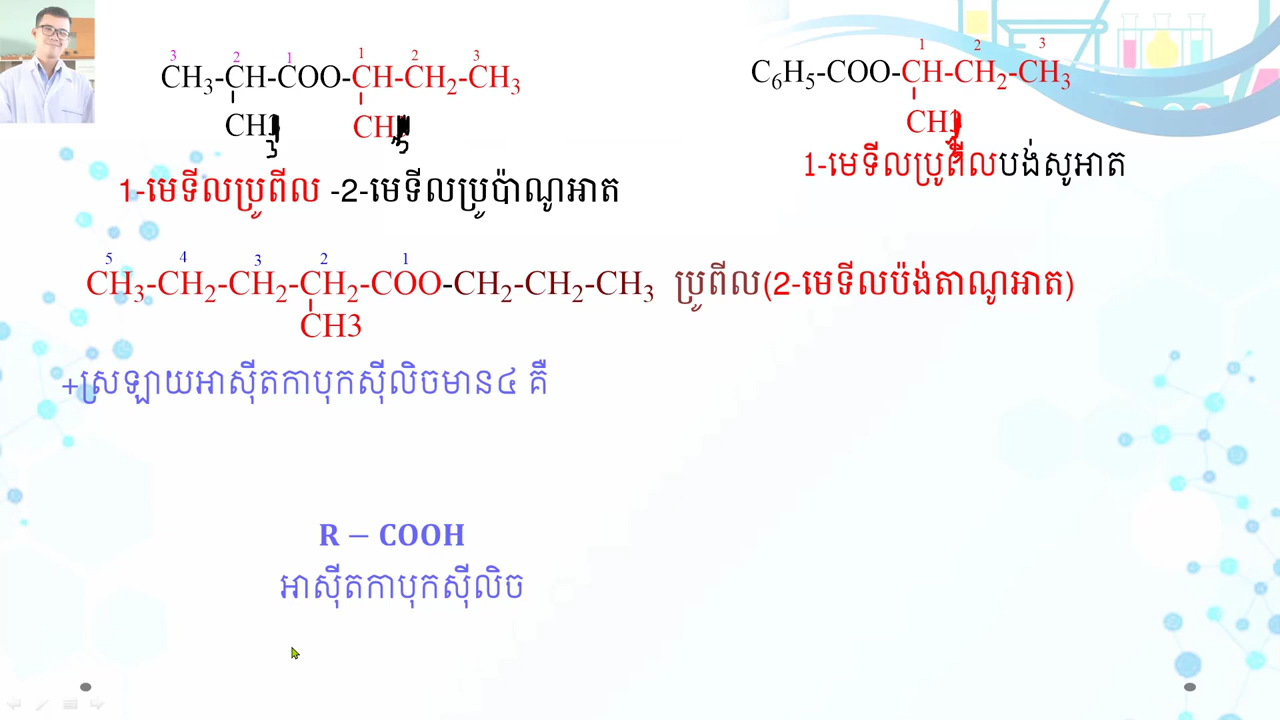 3 2 1 1 2 3
CH3-CH-COO-CH-CH2-CH3
CH3 CH
1-មេទីលប្រូពីល -2-មេទីលប្រូប៉ាណូអាត
1 2 3
C6H5-COO-CH-CH2-CH3
CH
1-មេទីលប្រូពីលបង់សូអាត
5 4 3 2 1
CH3-CH2-CH2-CH2-COO-CH2-CH2-CH3 ប្រូពីល(2-មេទីលប៉ង់តាណូអាត)
CH3
+ស្រឡាយអាស៊ីតកាបុកស៊ីលិចមាន៤ គឺ
R – COOH
អាស៊ីតកាបុកស៊ីលិច